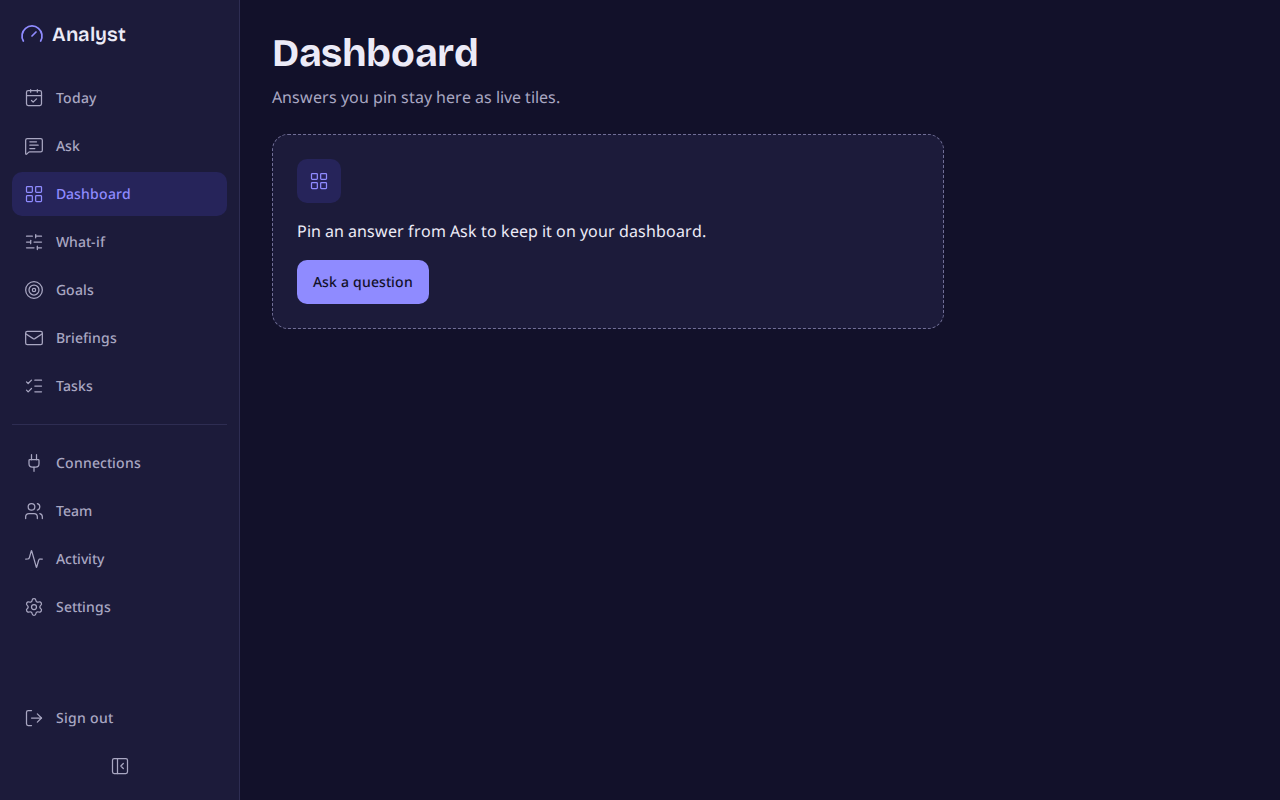 Analyst
Today
Ask
Dashboard
What-if
Goals
Briefings
Tasks
Connections
Team
Activity
Settings
Sign out
Dashboard
Answers you pin stay here as live tiles.
Pin an answer from Ask to keep it on your dashboard.
Ask a question